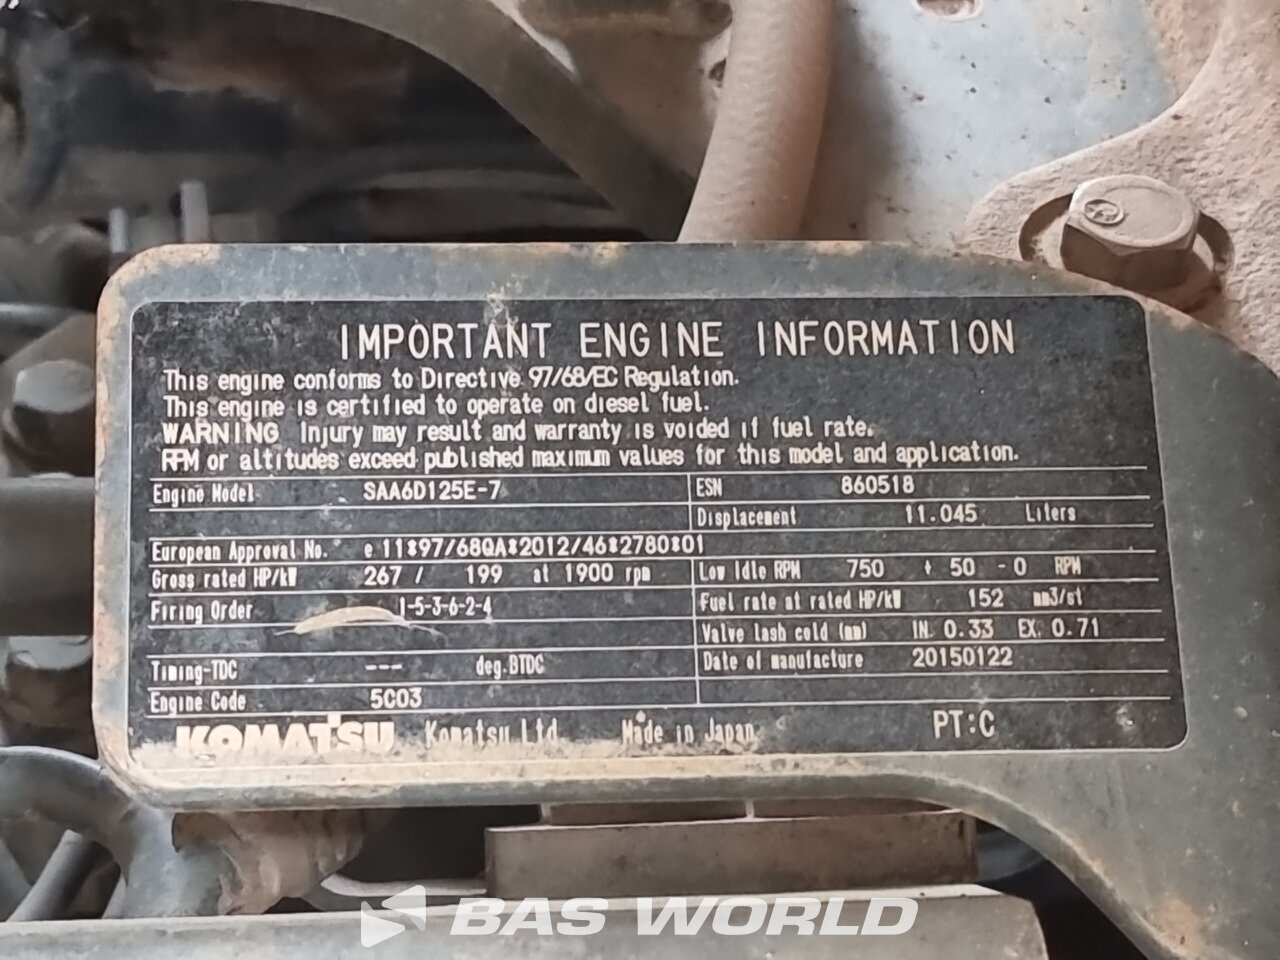 IMPORTANT ENGINE INFORMATION
This engine conforms to Directive 97/68/EC Regulation.
This engine is certified to operate on diesel fuel.
WARNING Injury may result and warranty is voided if fuel rate.
RPM or altitudes exceed published maximum values for this model and application.
Engine Model SAA6D125E-7 ESN 860518
Displacement 11.045 Liters
European Approval No. e 11*97/68QA*2012/46*2780*01
Gross rated HP/kW 267 / 199 at 1900 rpm Low Idle RPM 750 + 50 - 0 RPM
Firing Order 1-5-3-6-2-4 Fuel rate at rated HP/kW 152 mm3/st
Valve lash cold (mm) IN. 0.33 EX. 0.71
Timing-TDC --- deg.BTDC Date of manufacture 20150122
Engine Code 5C03
KOMATSU Komatsu Ltd. Made in Japan PT:C
BAS WORLD